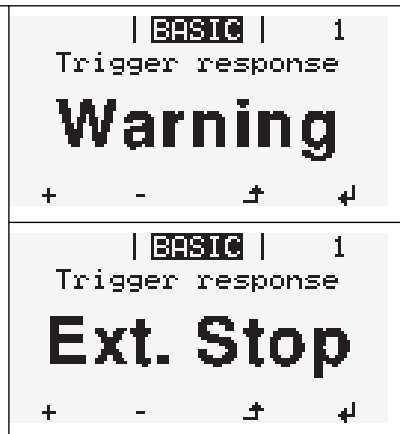 | BASIC | 1
Trigger response
Warning
+ - ⬏ ↵
| BASIC | 1
Trigger response
Ext. Stop
+ - ⬏ ↵